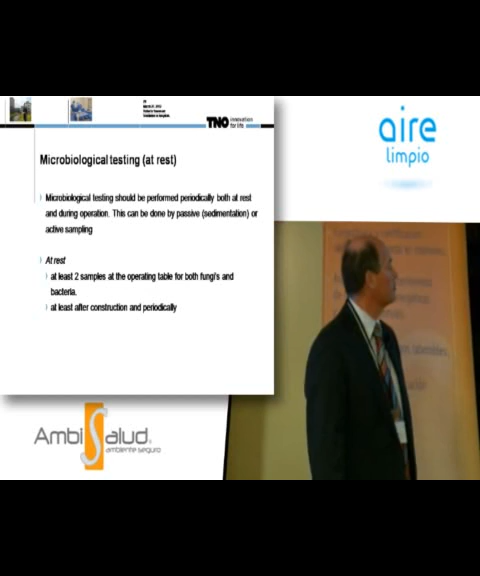 TNO innovation
for life
aire
limpio
Microbiological testing (at rest)
Microbiological testing should be performed periodically both at rest
and during operation. This can be done by passive (sedimentation) or
active sampling
At rest
at least 2 samples at the operating table for both fungi's and
bacteria.
at least after construction and periodically
AmbiSalud
ambiente seguro